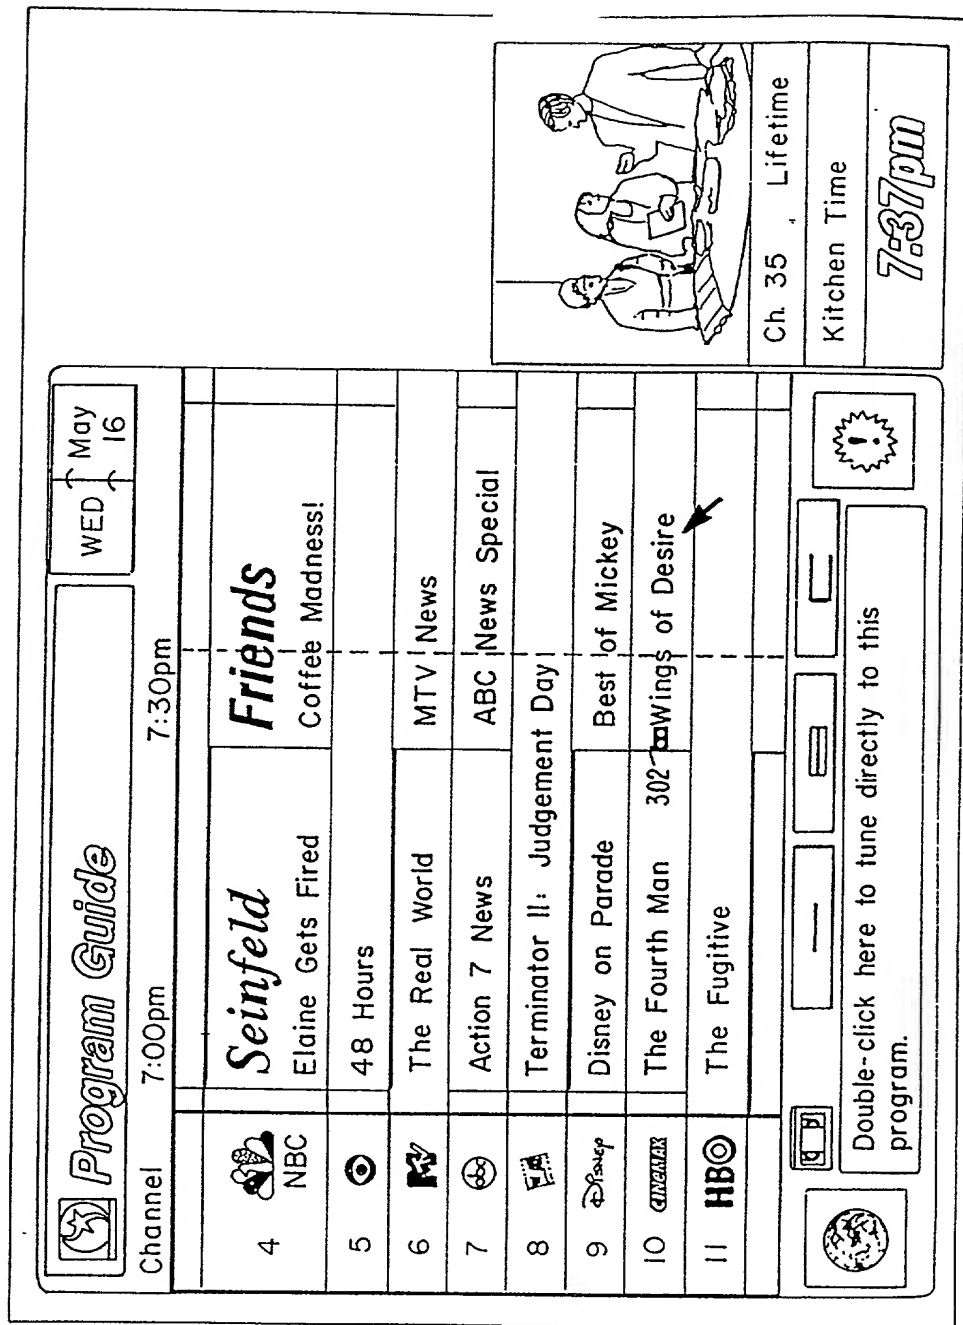 Program Guide
WED May 16
Channel 7:00pm 7:30pm
4 NBC Seinfeld Friends
Elaine Gets Fired Coffee Madness!
5 48 Hours
6 MTV The Real World MTV News
7 abc Action 7 News ABC News Special
8 Terminator II: Judgement Day
9 Disney Disney on Parade Best of Mickey
10 CINEMAX The Fourth Man 302 Wings of Desire
11 HBO The Fugitive
!
Double-click here to tune directly to this
program.
Ch. 35 Lifetime
Kitchen Time
7:37pm